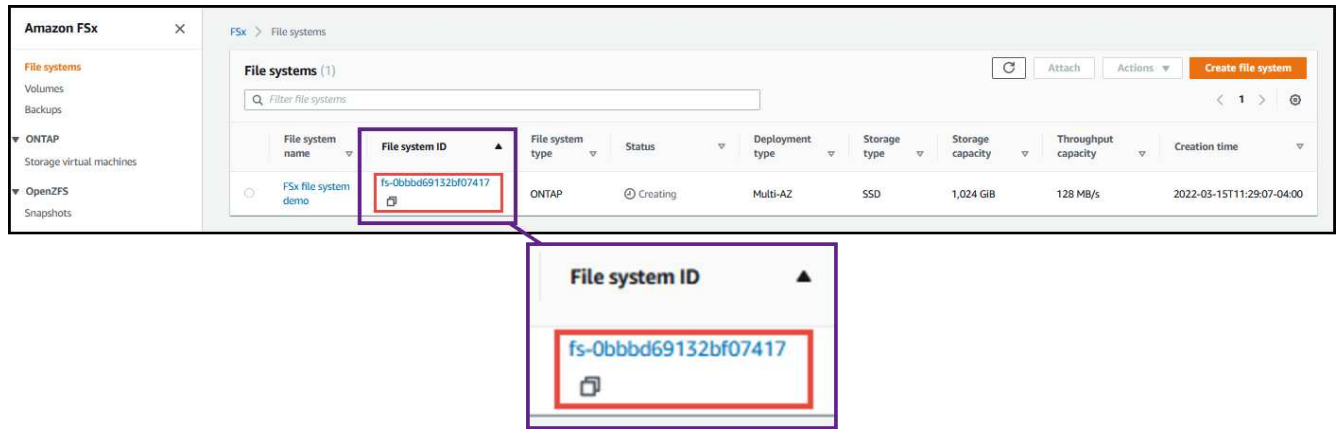 Amazon FSx
FSx > File systems
File systems
Volumes
Backups
ONTAP
Storage virtual machines
OpenZFS
Snapshots
File systems (1)
Attach
Actions
Create file system
Filter file systems
< 1 >
File system name
File system ID
File system type
Status
Deployment type
Storage type
Storage capacity
Throughput capacity
Creation time
FSx file system demo
fs-0bbbd69132bf07417
ONTAP
Creating
Multi-AZ
SSD
1,024 GiB
128 MB/s
2022-03-15T11:29:07-04:00
File system ID
fs-0bbbd69132bf07417